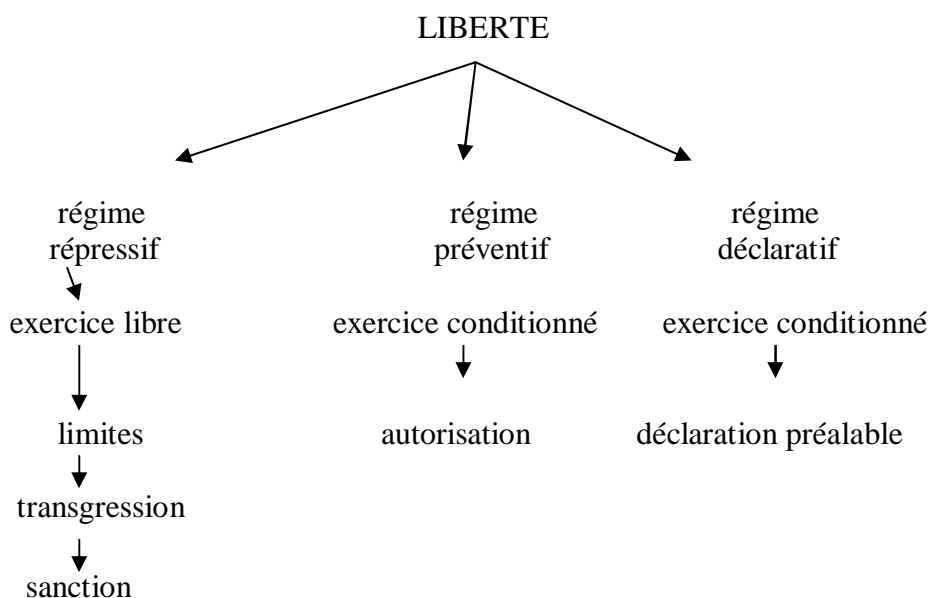 LIBERTE
régime
répressif
exercice libre
limites
transgression
sanction
régime
préventif
exercice conditionné
autorisation
régime
déclaratif
exercice conditionné
déclaration préalable